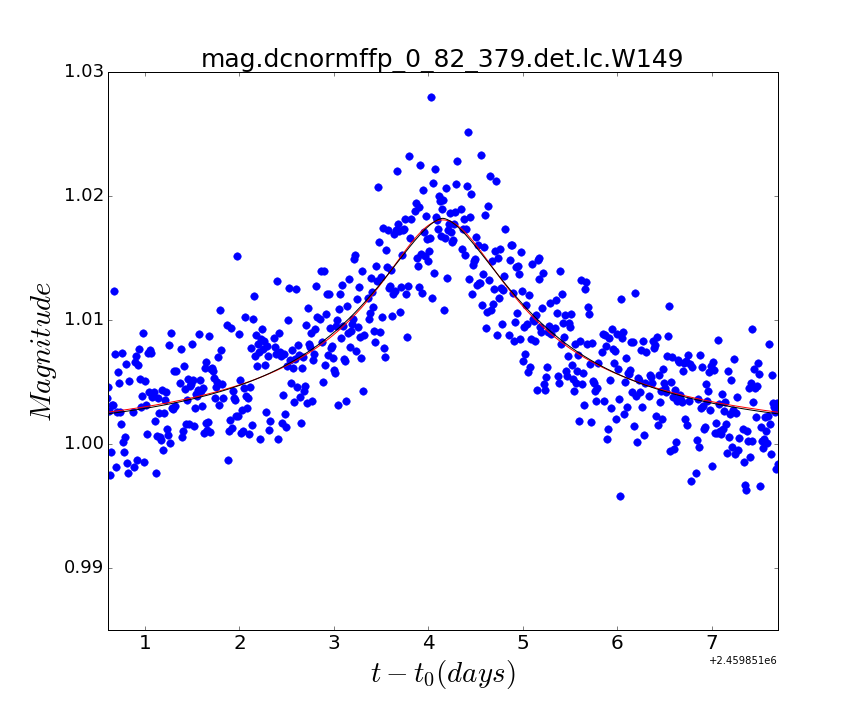 mag.dcnormffp_0_82_379.det.lc.W149
1.03
1.02
1.01
1.00
0.99
Magnitude
1 2 3 4 5 6 7
+2.459851e6
t − t₀(days)